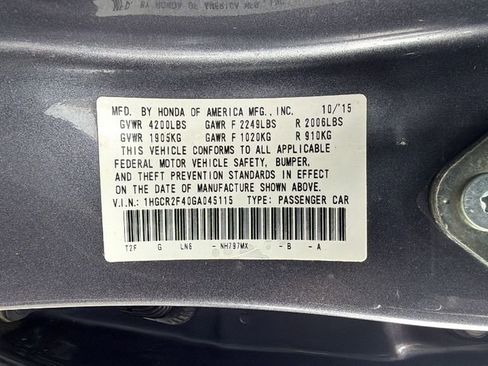 MFD. BY HONDA OF AMERICA MFG., INC. 10/'15
GVWR 4200LBS GAWR F 2249LBS R 2006LBS
GVWR 1905KG GAWR F 1020KG R 910KG
THIS VEHICLE CONFORMS TO ALL APPLICABLE
FEDERAL MOTOR VEHICLE SAFETY, BUMPER,
AND THEFT PREVENTION STANDARDS IN EFFECT
ON THE DATE OF MANUFACTURE SHOWN ABOVE.
V.I.N.: 1HGCR2F40GA045115 TYPE: PASSENGER CAR
T2F G LN6 - NH797MX - B - A